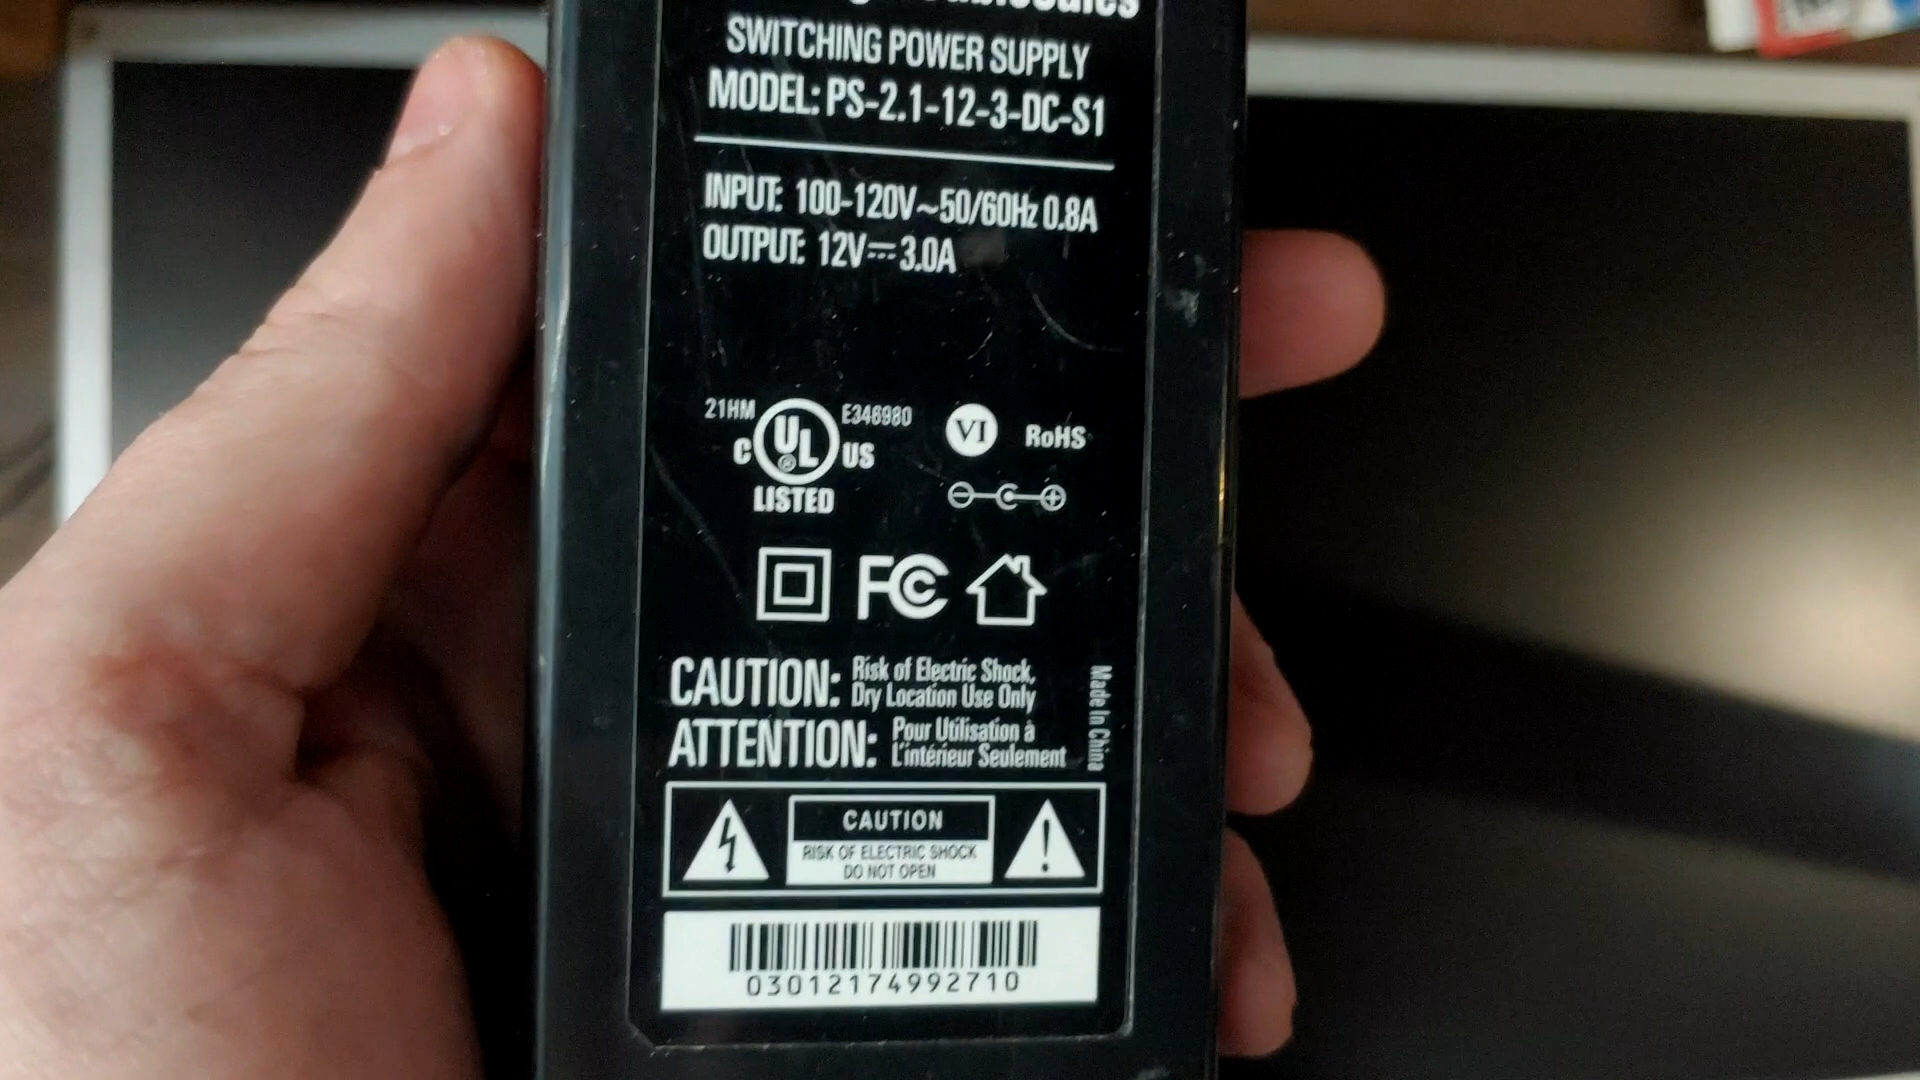 SWITCHING POWER SUPPLY
MODEL: PS-2.1-12-3-DC-S1
INPUT: 100-120V~50/60Hz 0.8A
OUTPUT: 12V⎓3.0A
21HM
E346980
C UL ® US
LISTED
VI
RoHS
FC
CAUTION: Risk of Electric Shock,
Dry Location Use Only
ATTENTION: Pour Utilisation à
L'intérieur Seulement
Made In China
CAUTION
RISK OF ELECTRIC SHOCK
DO NOT OPEN
03012174992710